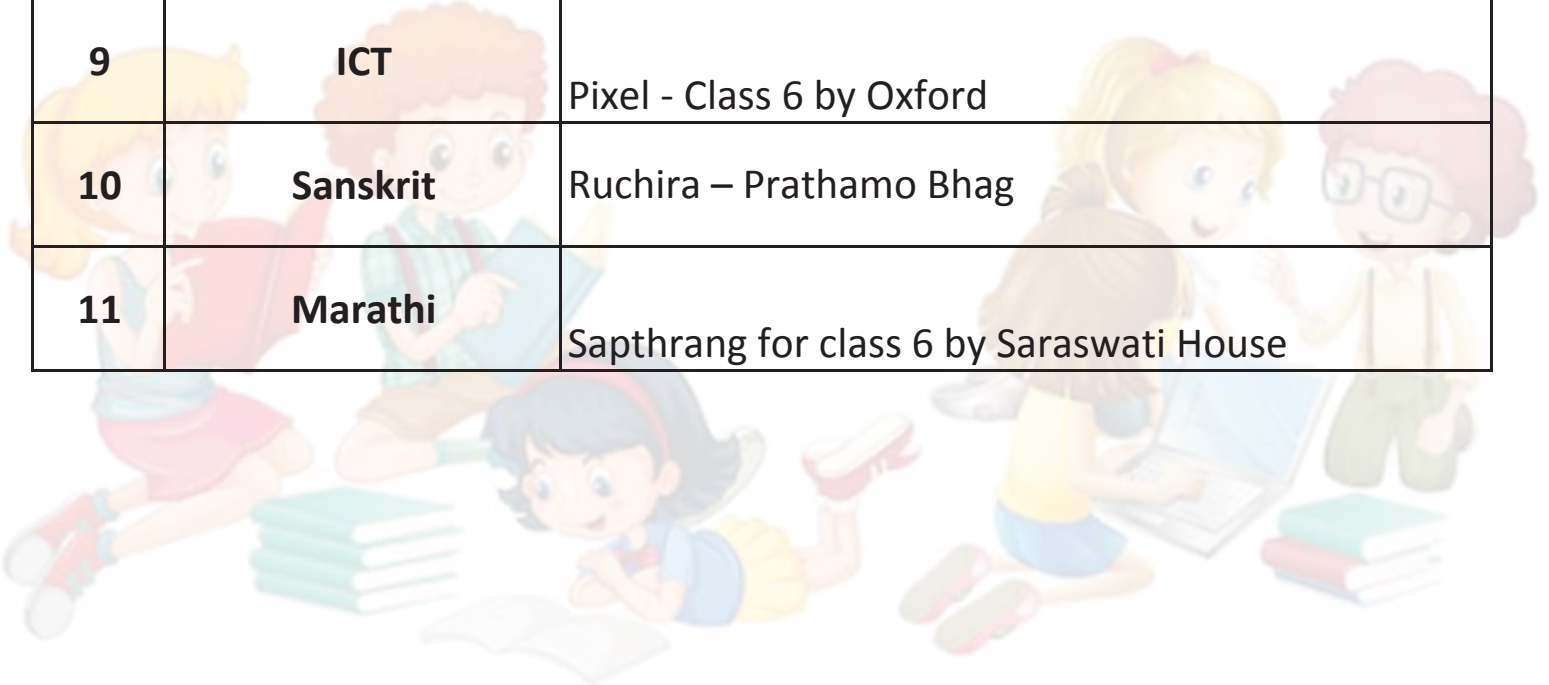 9 ICT Pixel - Class 6 by Oxford
10 Sanskrit Ruchira – Prathamo Bhag
11 Marathi Sapthrang for class 6 by Saraswati House